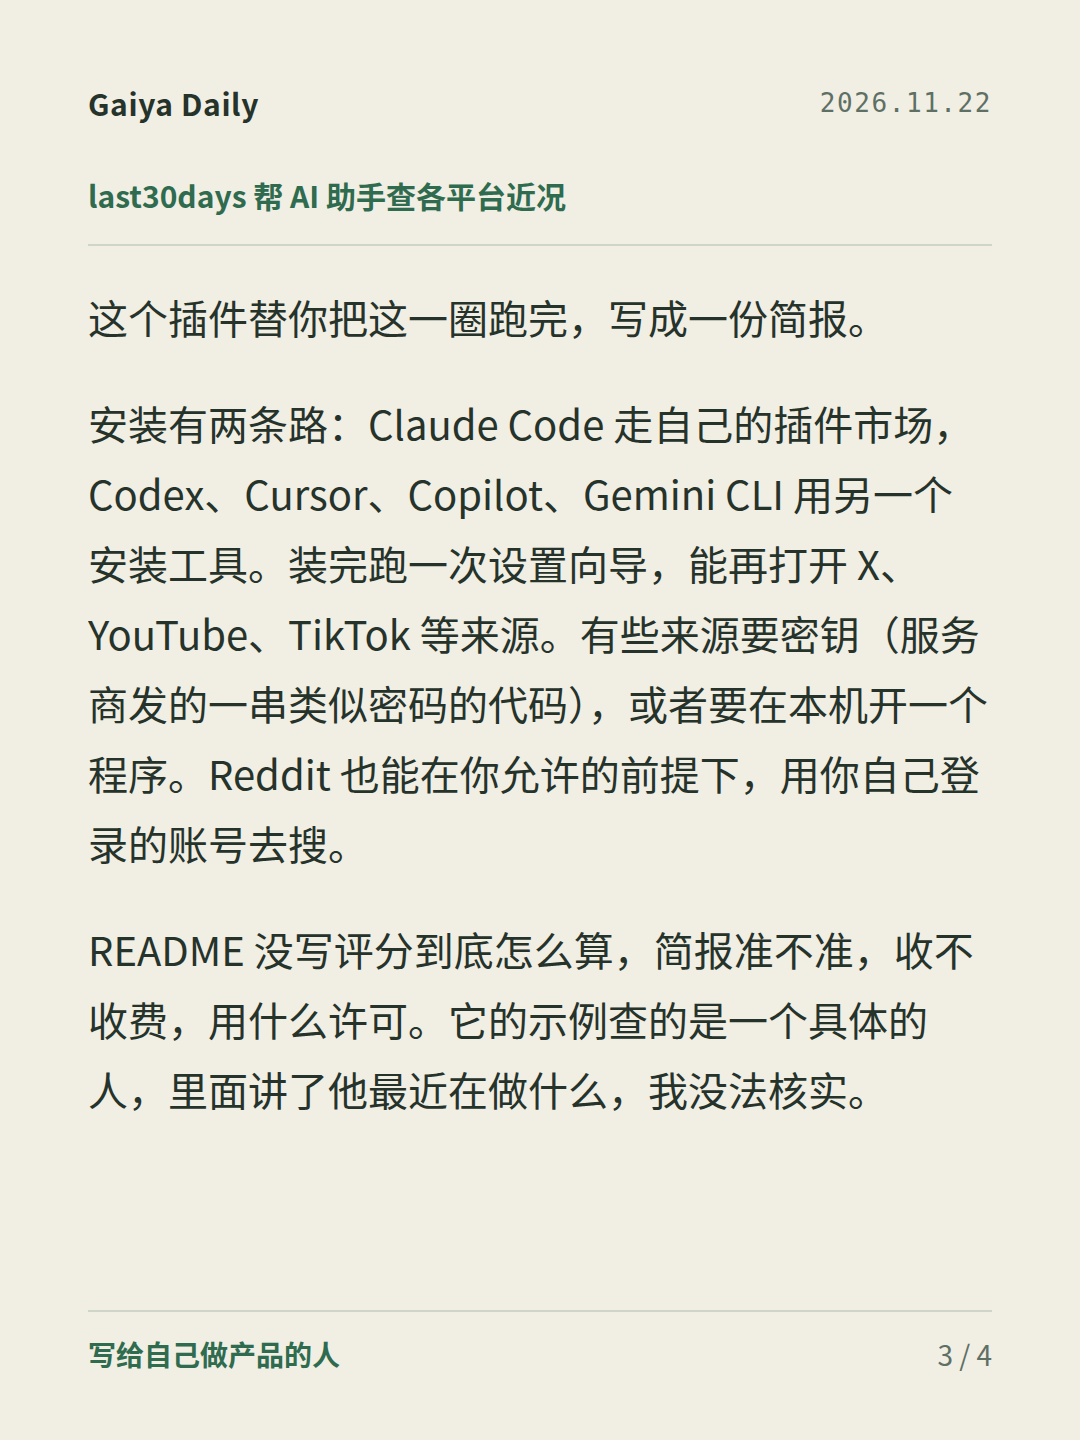 Gaiya Daily
2026.11.22
last30days 帮 AI 助手查各平台近况
这个插件替你把这一圈跑完，写成一份简报。
安装有两条路：Claude Code 走自己的插件市场，
Codex、Cursor、Copilot、Gemini CLI 用另一个
安装工具。装完跑一次设置向导，能再打开 X、
YouTube、TikTok 等来源。有些来源要密钥（服务
商发的一串类似密码的代码），或者要在本机开一个
程序。Reddit 也能在你允许的前提下，用你自己登
录的账号去搜。
README 没写评分到底怎么算，简报准不准，收不
收费，用什么许可。它的示例查的是一个具体的
人，里面讲了他最近在做什么，我没法核实。
写给自己做产品的人
3 / 4